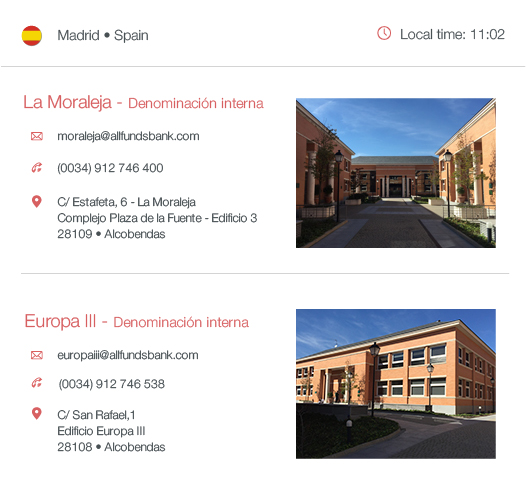 Madrid • Spain
Local time: 11:02
La Moraleja - Denominación interna
moraleja@allfundsbank.com
(0034) 912 746 400
C/ Estafeta, 6 - La Moraleja
Complejo Plaza de la Fuente - Edificio 3
28109 • Alcobendas
Europa III - Denominación interna
europaiii@allfundsbank.com
(0034) 912 746 538
C/ San Rafael,1
Edificio Europa III
28108 • Alcobendas